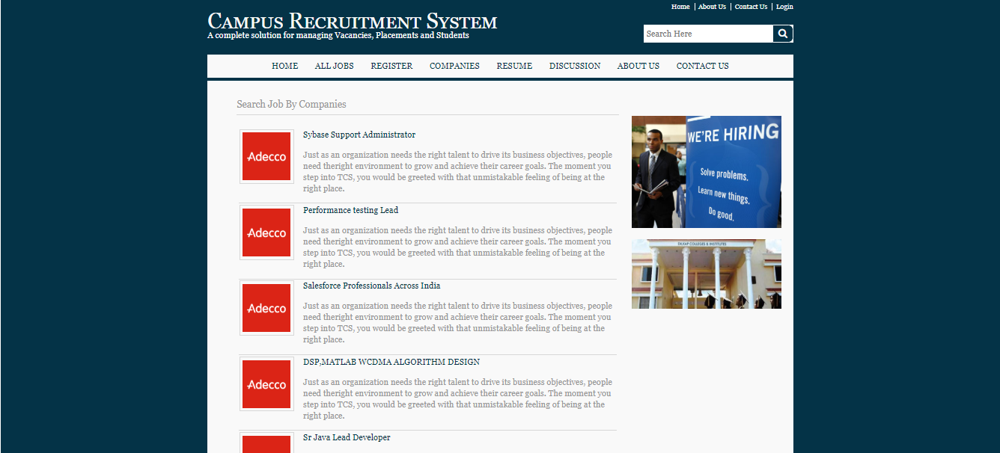 Home | About Us | Contact Us | Login
CAMPUS RECRUITMENT SYSTEM
A complete solution for managing Vacancies, Placements and Students
Search Here
HOME ALL JOBS REGISTER COMPANIES RESUME DISCUSSION ABOUT US CONTACT US
Search Job By Companies
Adecco
Sybase Support Administrator
Just as an organization needs the right talent to drive its business objectives, people
need theright environment to grow and achieve their career goals. The moment you
step into TCS, you would be greeted with that unmistakable feeling of being at the
right place.
Adecco
Performance testing Lead
Just as an organization needs the right talent to drive its business objectives, people
need theright environment to grow and achieve their career goals. The moment you
step into TCS, you would be greeted with that unmistakable feeling of being at the
right place.
Adecco
Salesforce Professionals Across India
Just as an organization needs the right talent to drive its business objectives, people
need theright environment to grow and achieve their career goals. The moment you
step into TCS, you would be greeted with that unmistakable feeling of being at the
right place.
Adecco
DSP,MATLAB WCDMA ALGORITHM DESIGN
Just as an organization needs the right talent to drive its business objectives, people
need theright environment to grow and achieve their career goals. The moment you
step into TCS, you would be greeted with that unmistakable feeling of being at the
right place.
Sr Java Lead Developer
WE'RE HIRING
Solve problems.
Learn new things.
Do good.
COLLEGES & INSTITUTES